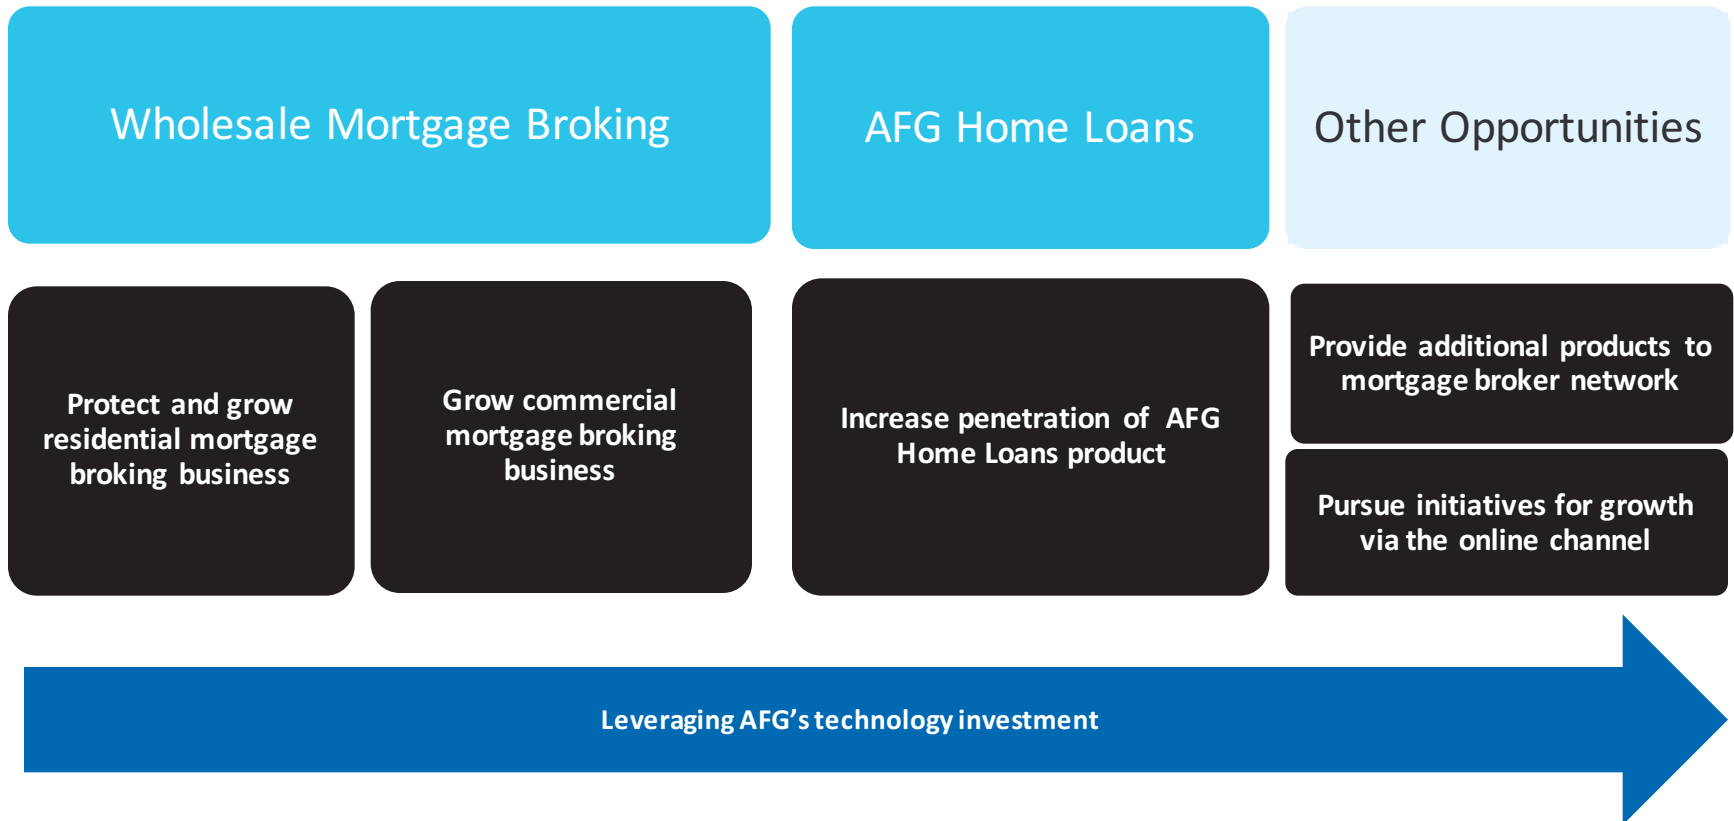 Wholesale Mortgage Broking
AFG Home Loans
Other Opportunities
Protect and grow
residential mortgage
broking business
Grow commercial
mortgage broking
business
Increase penetration of AFG
Home Loans product
Provide additional products to
mortgage broker network
Pursue initiatives for growth
via the online channel
Leveraging AFG’s technology investment